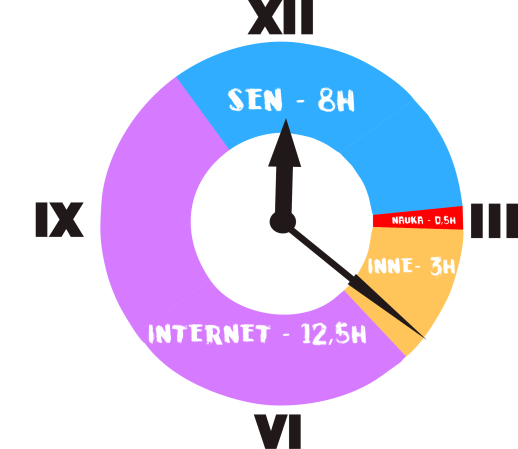 XII
SEN - 8H
IX
NAUKA - 0,5H
III
INNE- 3H
INTERNET - 12,5H
VI